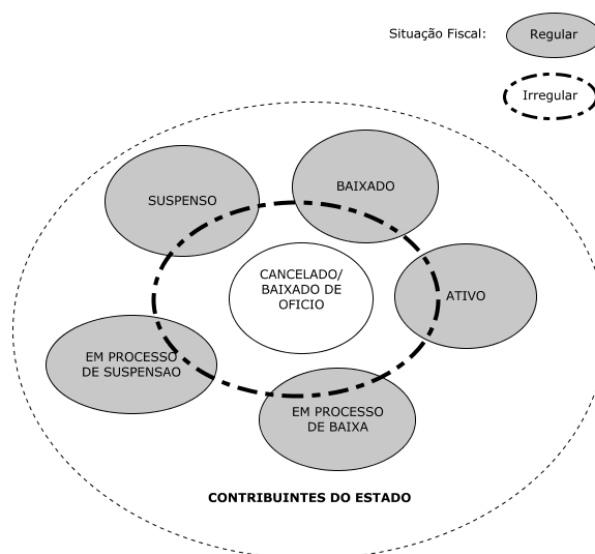 Situação Fiscal:
Regular
Irregular
SUSPENSO
BAIXADO
CANCELADO/
BAIXADO DE
OFICIO
ATIVO
EM PROCESSO
DE SUSPENSAO
EM PROCESSO
DE BAIXA
CONTRIBUINTES DO ESTADO